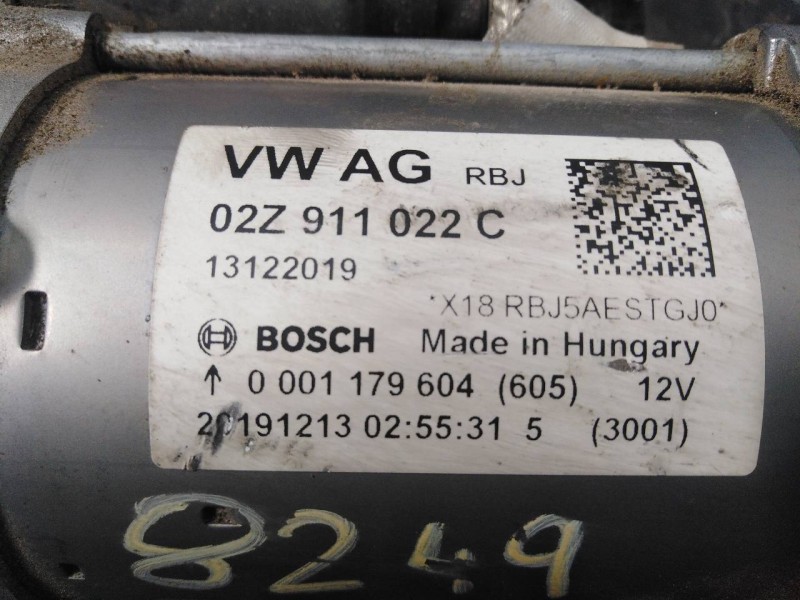 VW AG RBJ
02Z 911 022 C
13122019
*X18 RBJ5AESTGJ0*
BOSCH Made in Hungary
↑ 0 001 179 604 (605) 12V
20191213 02:55:31 5 (3001)
8249